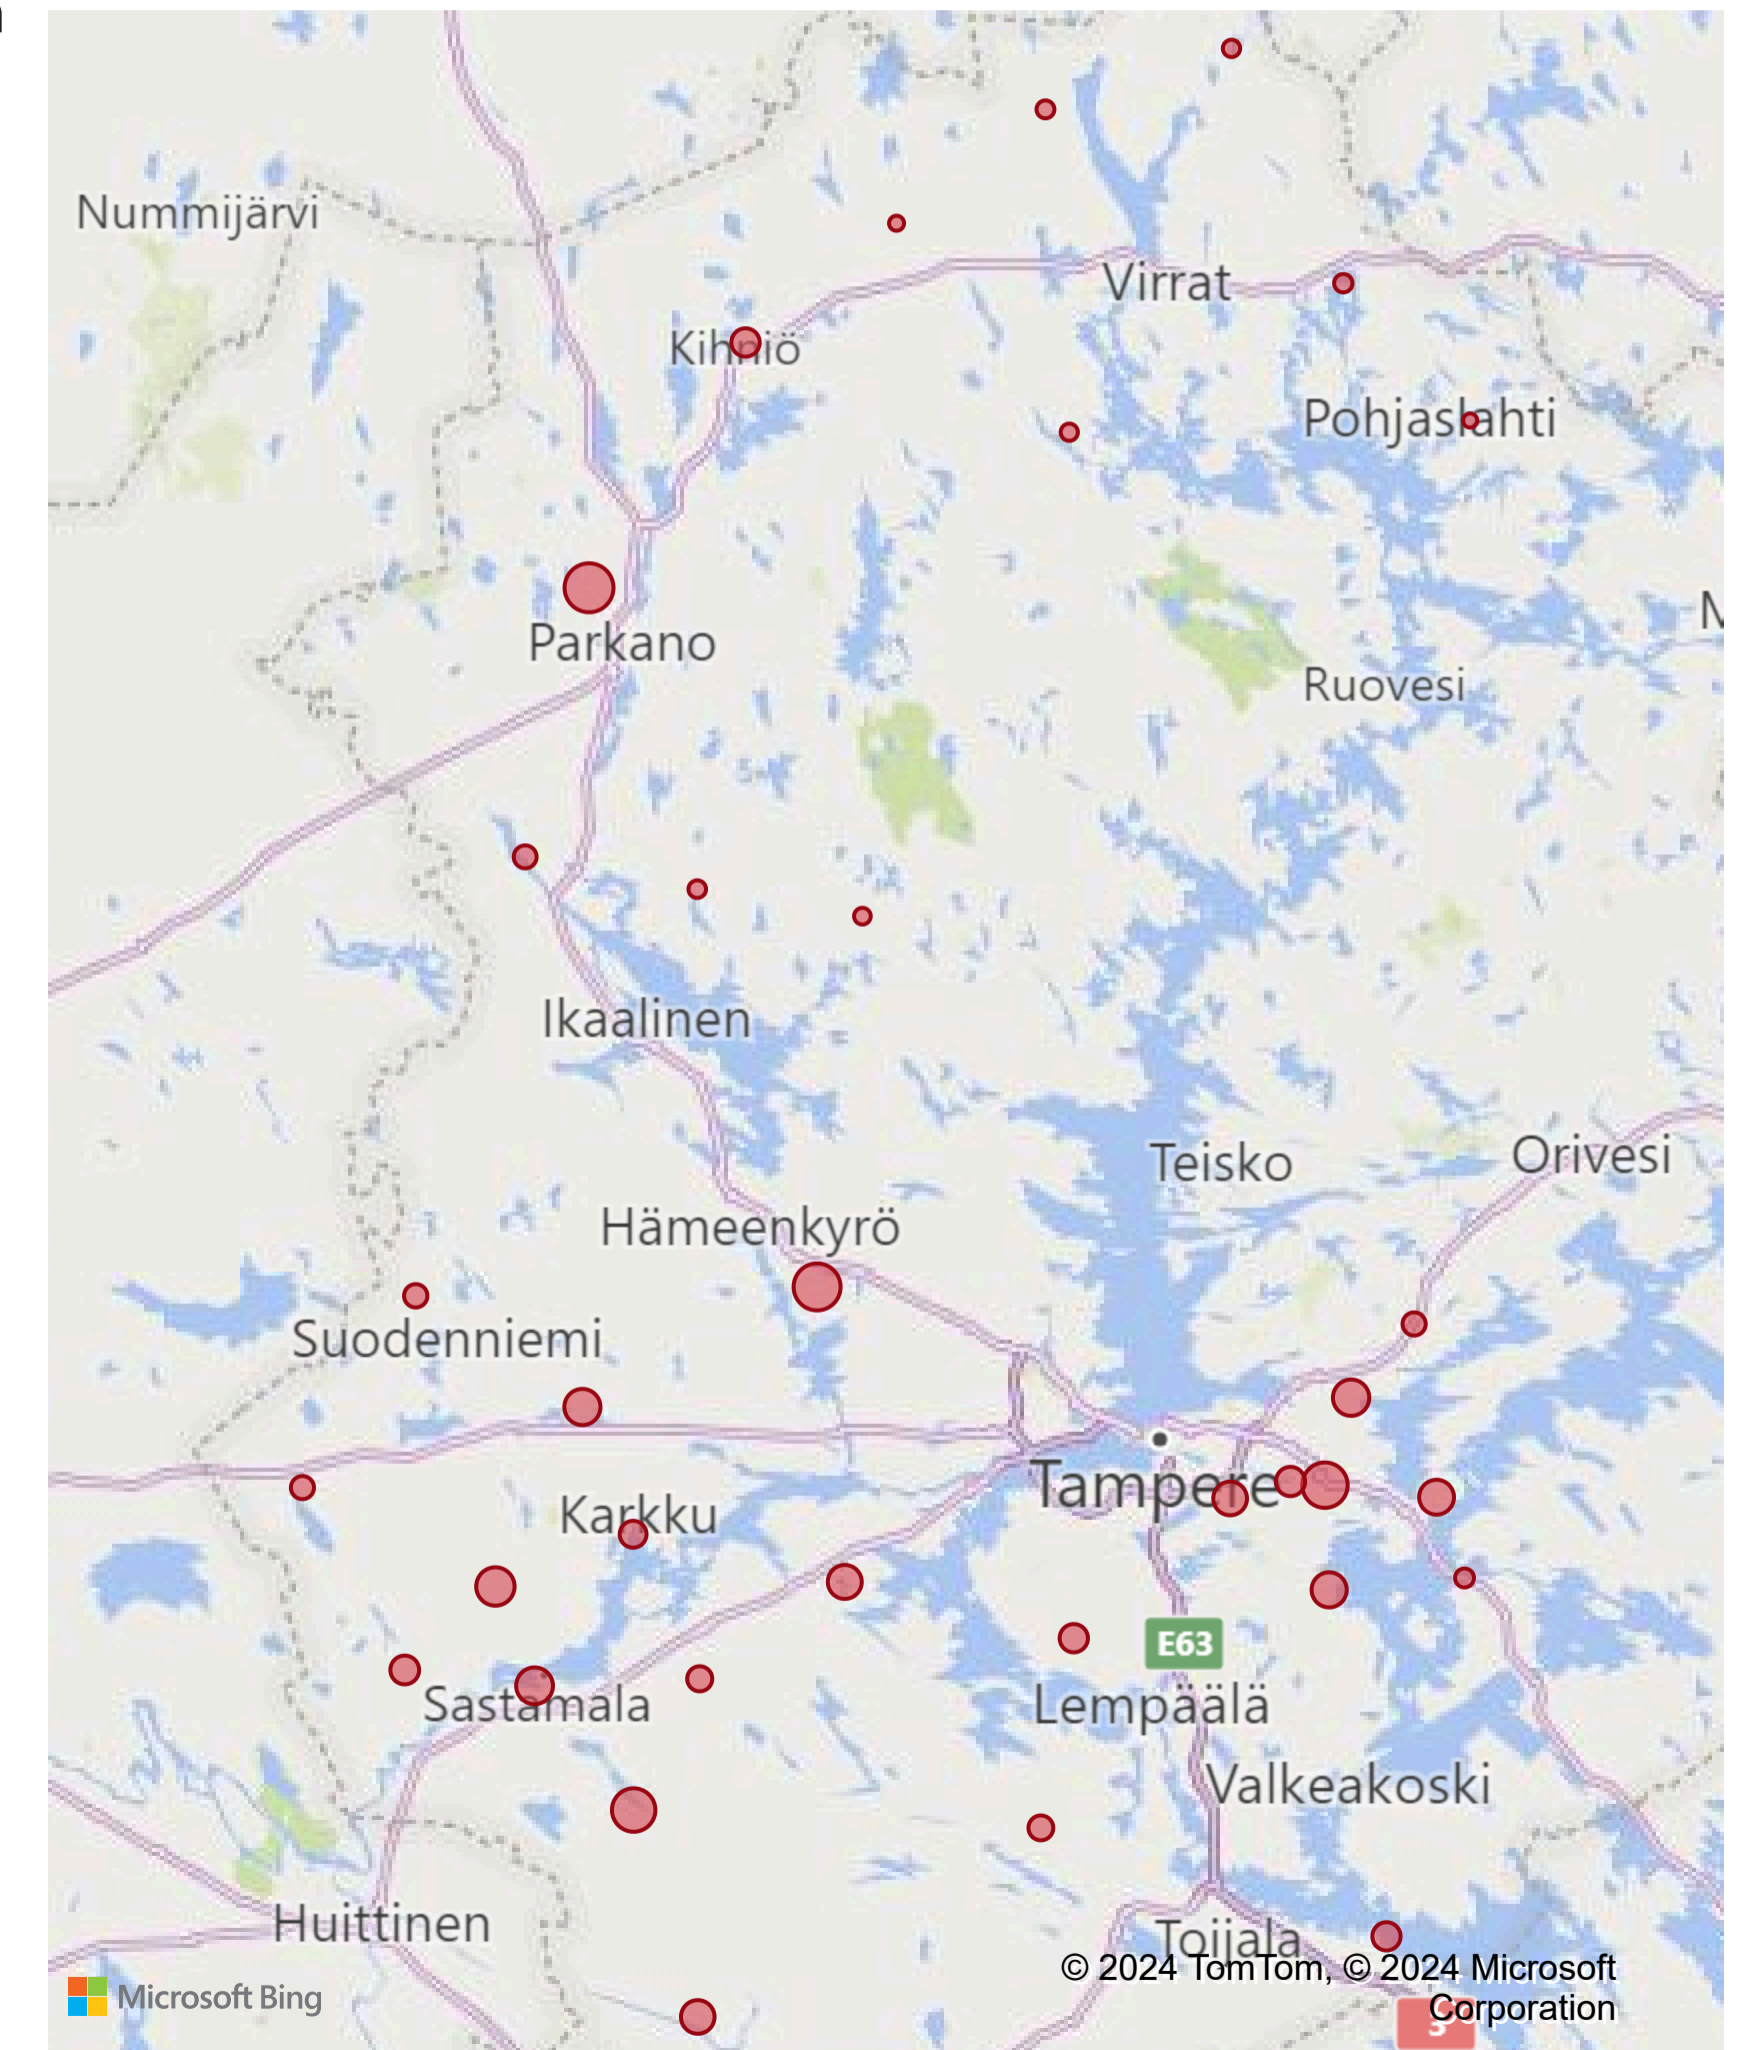 Nummijärvi
Virrat
Kihniö
Pohjaslahti
Parkano
Ruovesi
Ikaalinen
Teisko
Orivesi
Hämeenkyrö
Suodenniemi
Tampere
Karkku
E63
Sastamala
Lempäälä
Valkeakoski
Huittinen
Toijala
© 2024 TomTom, © 2024 Microsoft
Corporation
Microsoft Bing
3